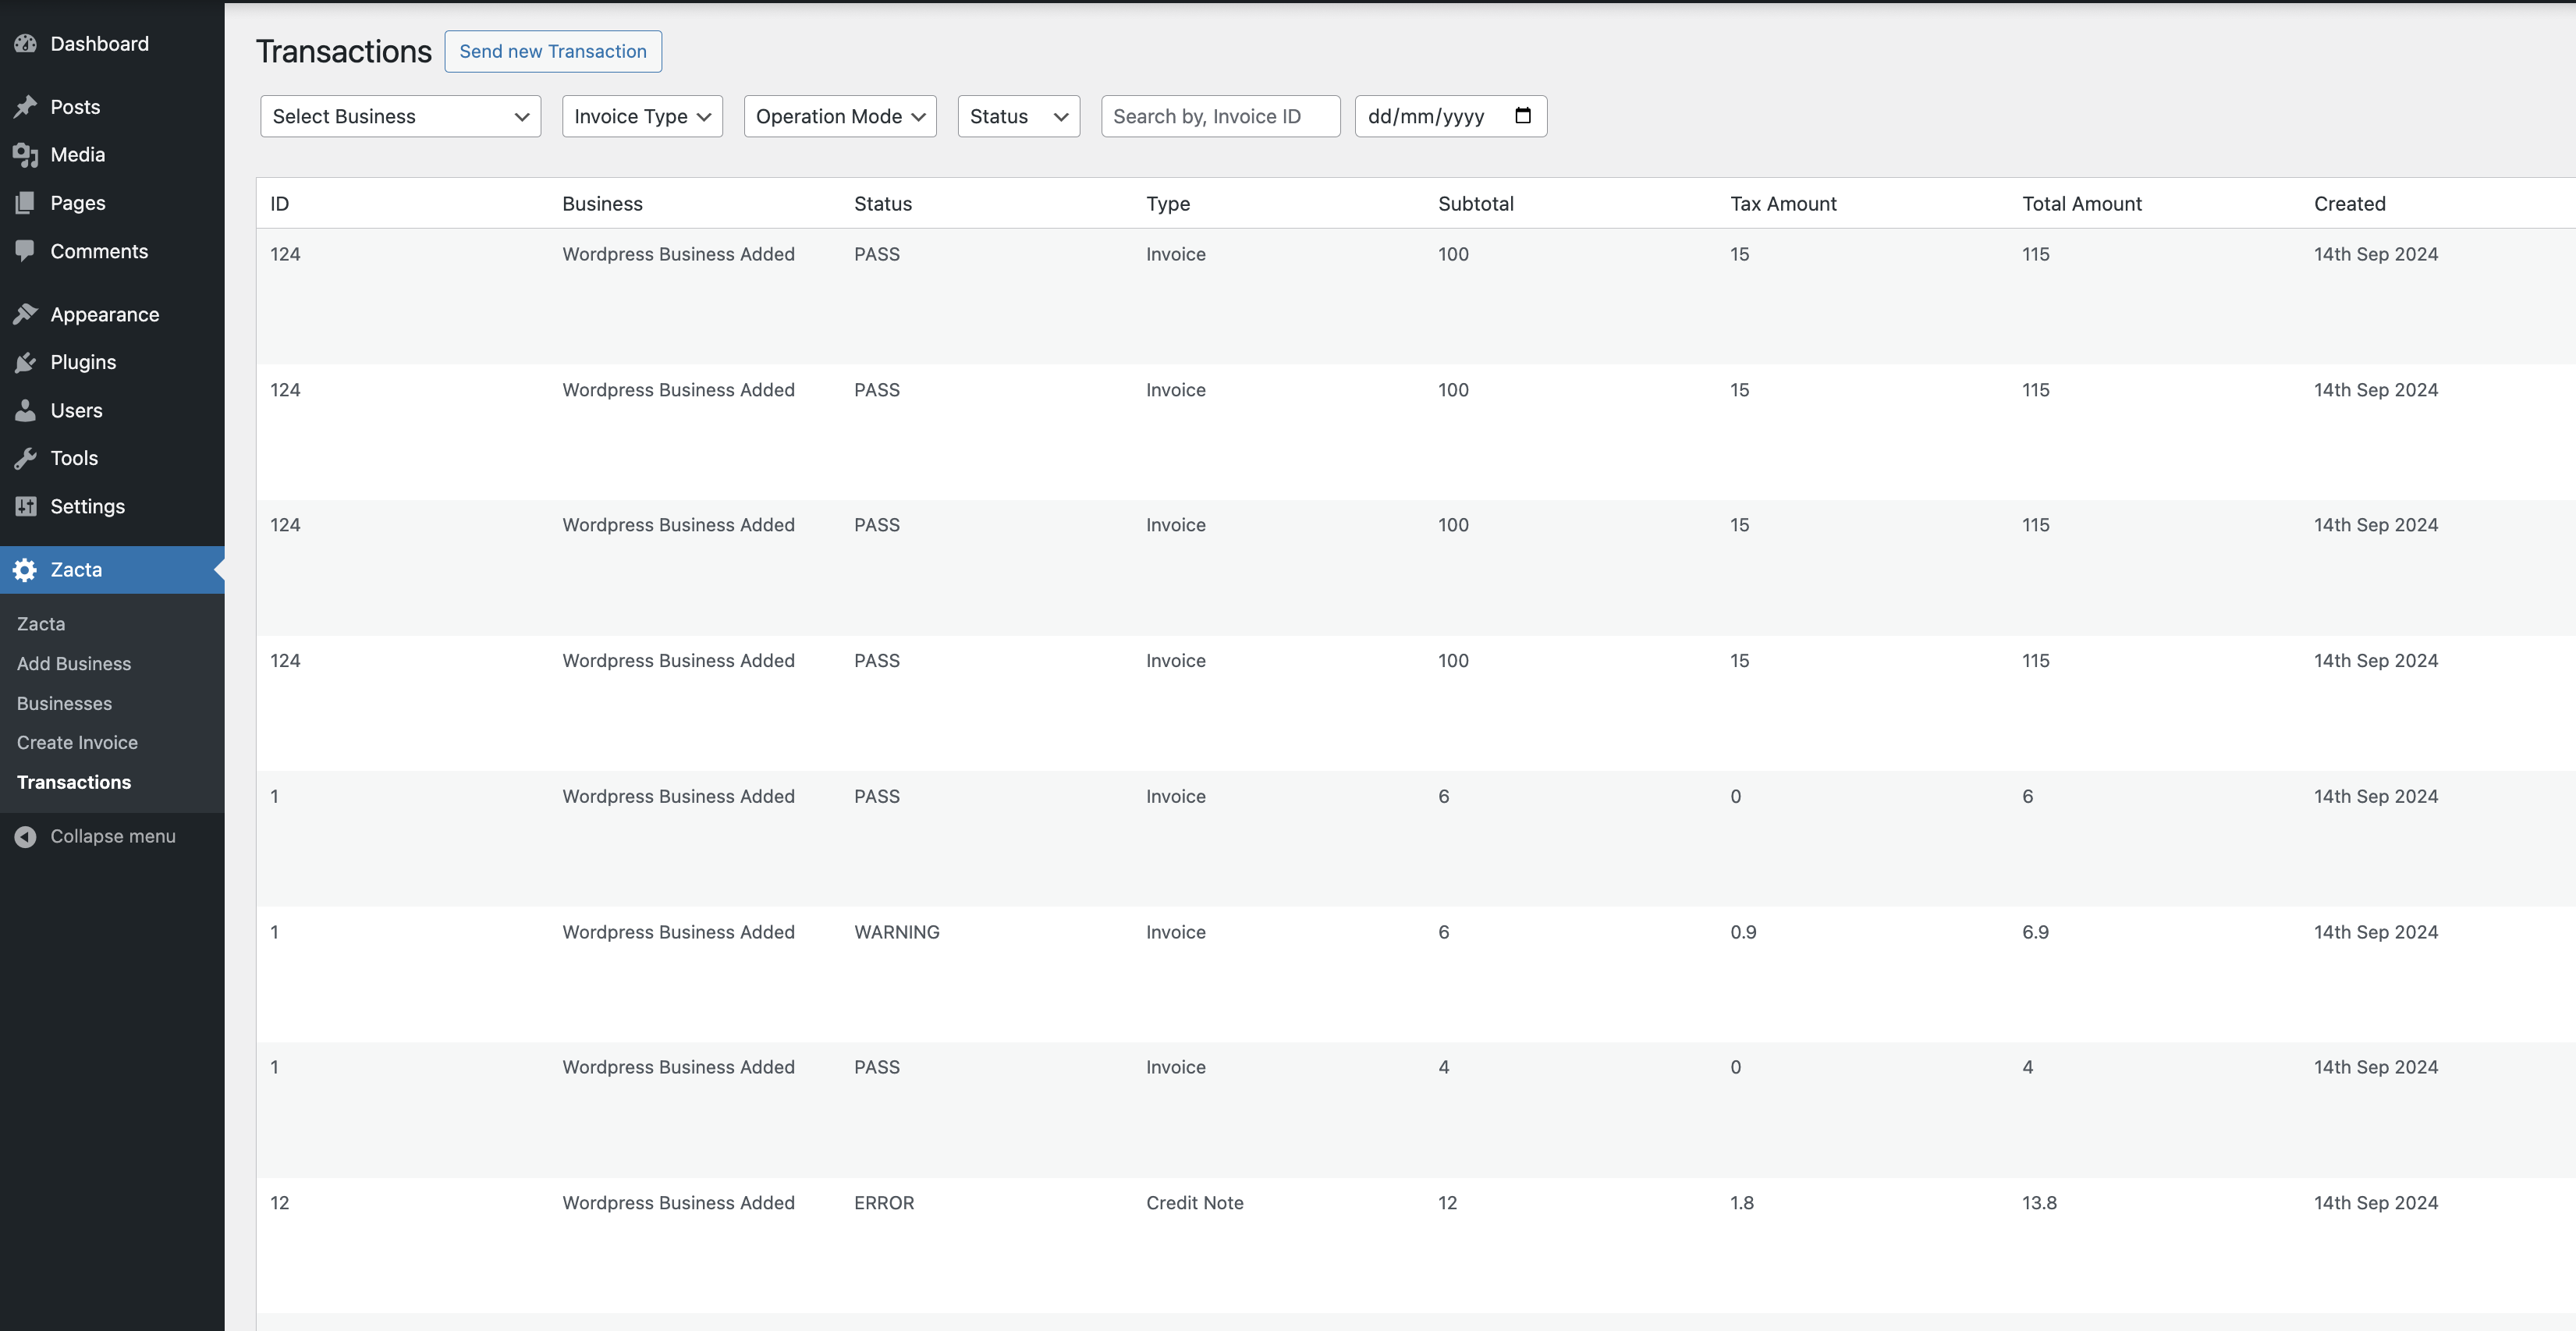 Dashboard
Posts
Media
Pages
Comments
Appearance
Plugins
Users
Tools
Settings
Zacta
Zacta
Add Business
Businesses
Create Invoice
Transactions
Collapse menu
Transactions Send new Transaction
Select Business Invoice Type Operation Mode Status Search by, Invoice ID dd/mm/yyyy
ID Business Status Type Subtotal Tax Amount Total Amount Created
124 Wordpress Business Added PASS Invoice 100 15 115 14th Sep 2024
124 Wordpress Business Added PASS Invoice 100 15 115 14th Sep 2024
124 Wordpress Business Added PASS Invoice 100 15 115 14th Sep 2024
124 Wordpress Business Added PASS Invoice 100 15 115 14th Sep 2024
1 Wordpress Business Added PASS Invoice 6 0 6 14th Sep 2024
1 Wordpress Business Added WARNING Invoice 6 0.9 6.9 14th Sep 2024
1 Wordpress Business Added PASS Invoice 4 0 4 14th Sep 2024
12 Wordpress Business Added ERROR Credit Note 12 1.8 13.8 14th Sep 2024